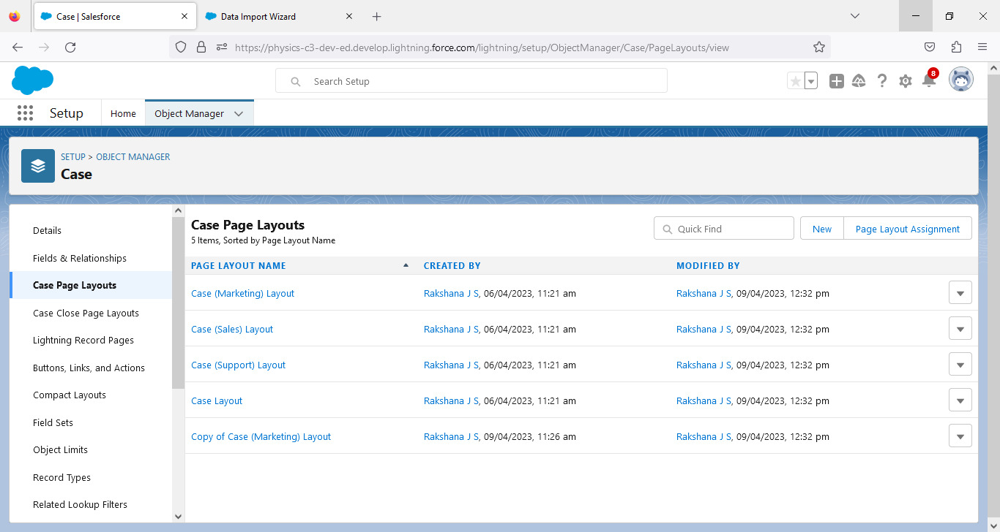 Case | Salesforce
Data Import Wizard
https://physics-c3-dev-ed.develop.lightning.force.com/lightning/setup/ObjectManager/Case/PageLayouts/view
Search Setup
8
Setup
Home
Object Manager
SETUP > OBJECT MANAGER
Case
Details
Fields & Relationships
Case Page Layouts
Case Close Page Layouts
Lightning Record Pages
Buttons, Links, and Actions
Compact Layouts
Field Sets
Object Limits
Record Types
Related Lookup Filters
Case Page Layouts
5 Items, Sorted by Page Layout Name
Quick Find
New
Page Layout Assignment
PAGE LAYOUT NAME CREATED BY MODIFIED BY
Case (Marketing) Layout Rakshana J S, 06/04/2023, 11:21 am Rakshana J S, 09/04/2023, 12:32 pm
Case (Sales) Layout Rakshana J S, 06/04/2023, 11:21 am Rakshana J S, 09/04/2023, 12:32 pm
Case (Support) Layout Rakshana J S, 06/04/2023, 11:21 am Rakshana J S, 09/04/2023, 12:32 pm
Case Layout Rakshana J S, 06/04/2023, 11:21 am Rakshana J S, 09/04/2023, 12:32 pm
Copy of Case (Marketing) Layout Rakshana J S, 09/04/2023, 11:26 am Rakshana J S, 09/04/2023, 12:32 pm